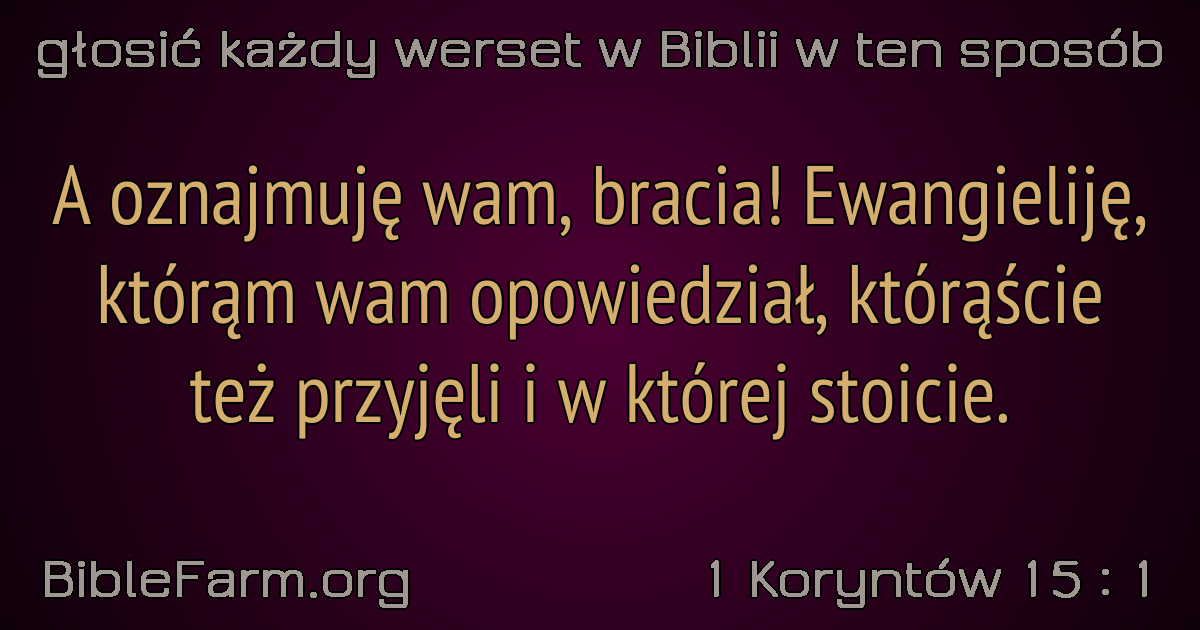 głosić każdy werset w Biblii w ten sposób
A oznajmuję wam, bracia! Ewangieliję,
którąm wam opowiedział, którąście
też przyjęli i w której stoicie.
BibleFarm.org
1 Koryntów 15 : 1